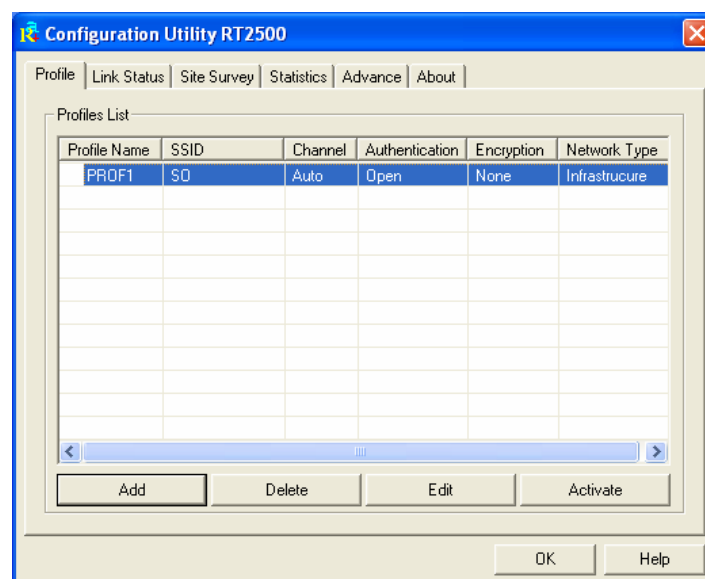 Configuration Utility RT2500
Profile Link Status Site Survey Statistics Advance About
Profiles List
Profile Name SSID Channel Authentication Encryption Network Type
PROF1 SO Auto Open None Infrastrucure
Add Delete Edit Activate
OK Help